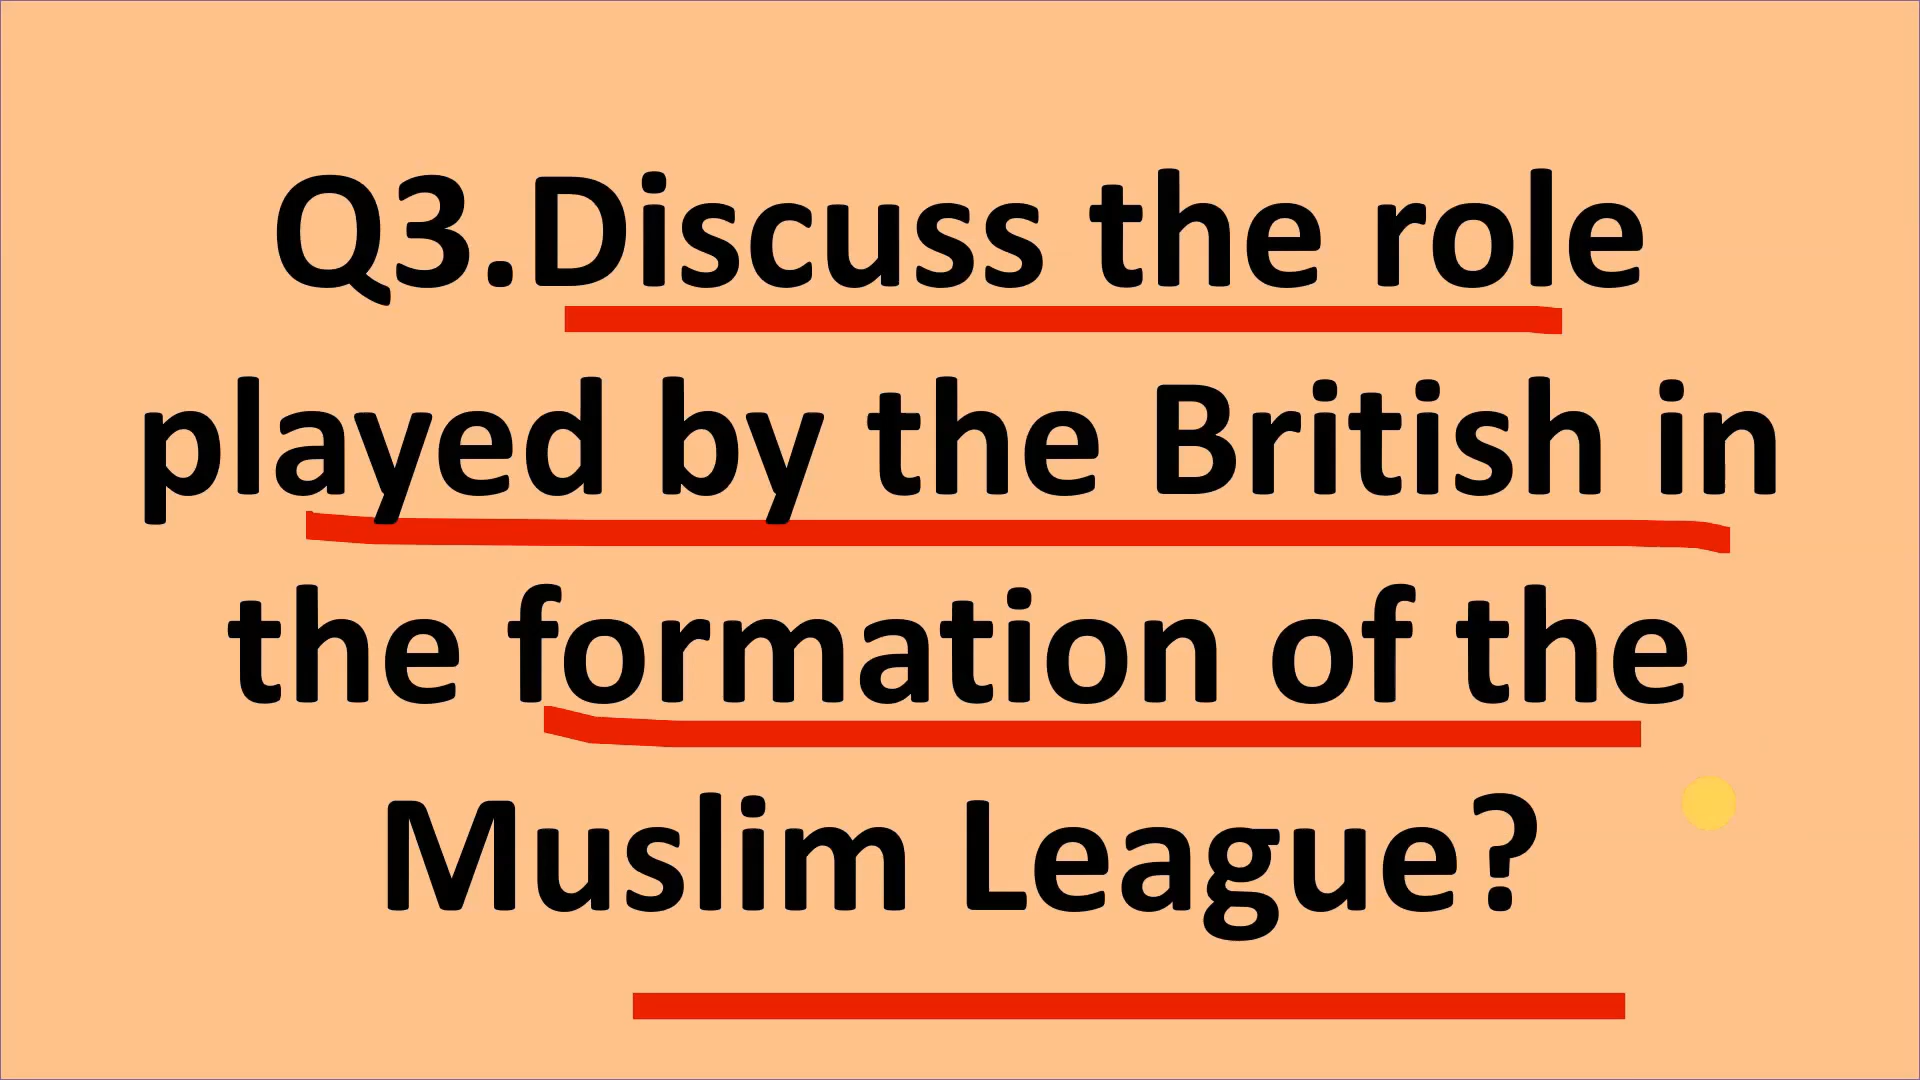 Q3.Discuss the role
played by the British in
the formation of the
Muslim League?